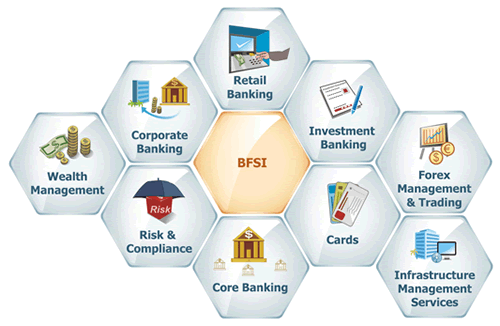 Retail
Banking
Corporate
Banking
Investment
Banking
Wealth
Management
BFSI
Forex
Management
& Trading
Risk
Risk &
Compliance
Cards
Core Banking
Infrastructure
Management
Services